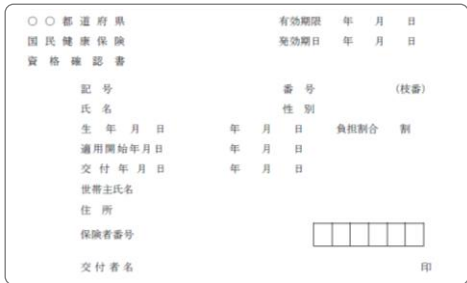 ○○都道府県 有効期限 年 月 日
国民健康保険 発効期日 年 月 日
資格確認書
記号 番号 (枝番)
氏名 性別
生年月日 年 月 日 負担割合 割
適用開始年月日 年 月 日
交付年月日 年 月 日
世帯主氏名
住所
保険者番号
交付者名 印